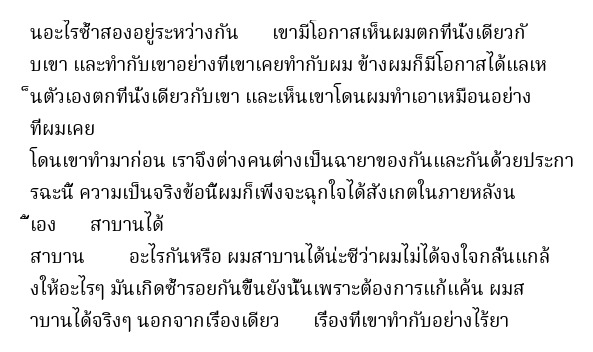 นอะไรซ้ำสองอยู่ระหว่างกัน เขามีโอกาสเห็นผมตกที่นั่งเดียวกั
บเขา และทำกับเขาอย่างที่เขาเคยทำกับผม ข้างผมก็มีโอกาสได้แลเห
็นตัวเองตกที่นั่งเดียวกับเขา และเห็นเขาโดนผมทำเอาเหมือนอย่าง
ที่ผมเคย
โดนเขาทำมาก่อน เราจึงต่างคนต่างเป็นฉายาของกันและกันด้วยประกา
รฉะนี้ ความเป็นจริงข้อนี้ผมก็เพิ่งจะฉุกใจได้สังเกตในภายหลังน
ี้เอง สาบานได้
สาบาน อะไรกันหรือ ผมสาบานได้น่ะซีว่าผมไม่ได้จงใจกลั่นแกล้
งให้อะไรๆ มันเกิดซ้ำรอยกันขึ้นยังงั้นเพราะต้องการแก้แค้น ผมส
าบานได้จริงๆ นอกจากเรื่องเดียว เรื่องที่เขาทำกับอย่างไร้ยา